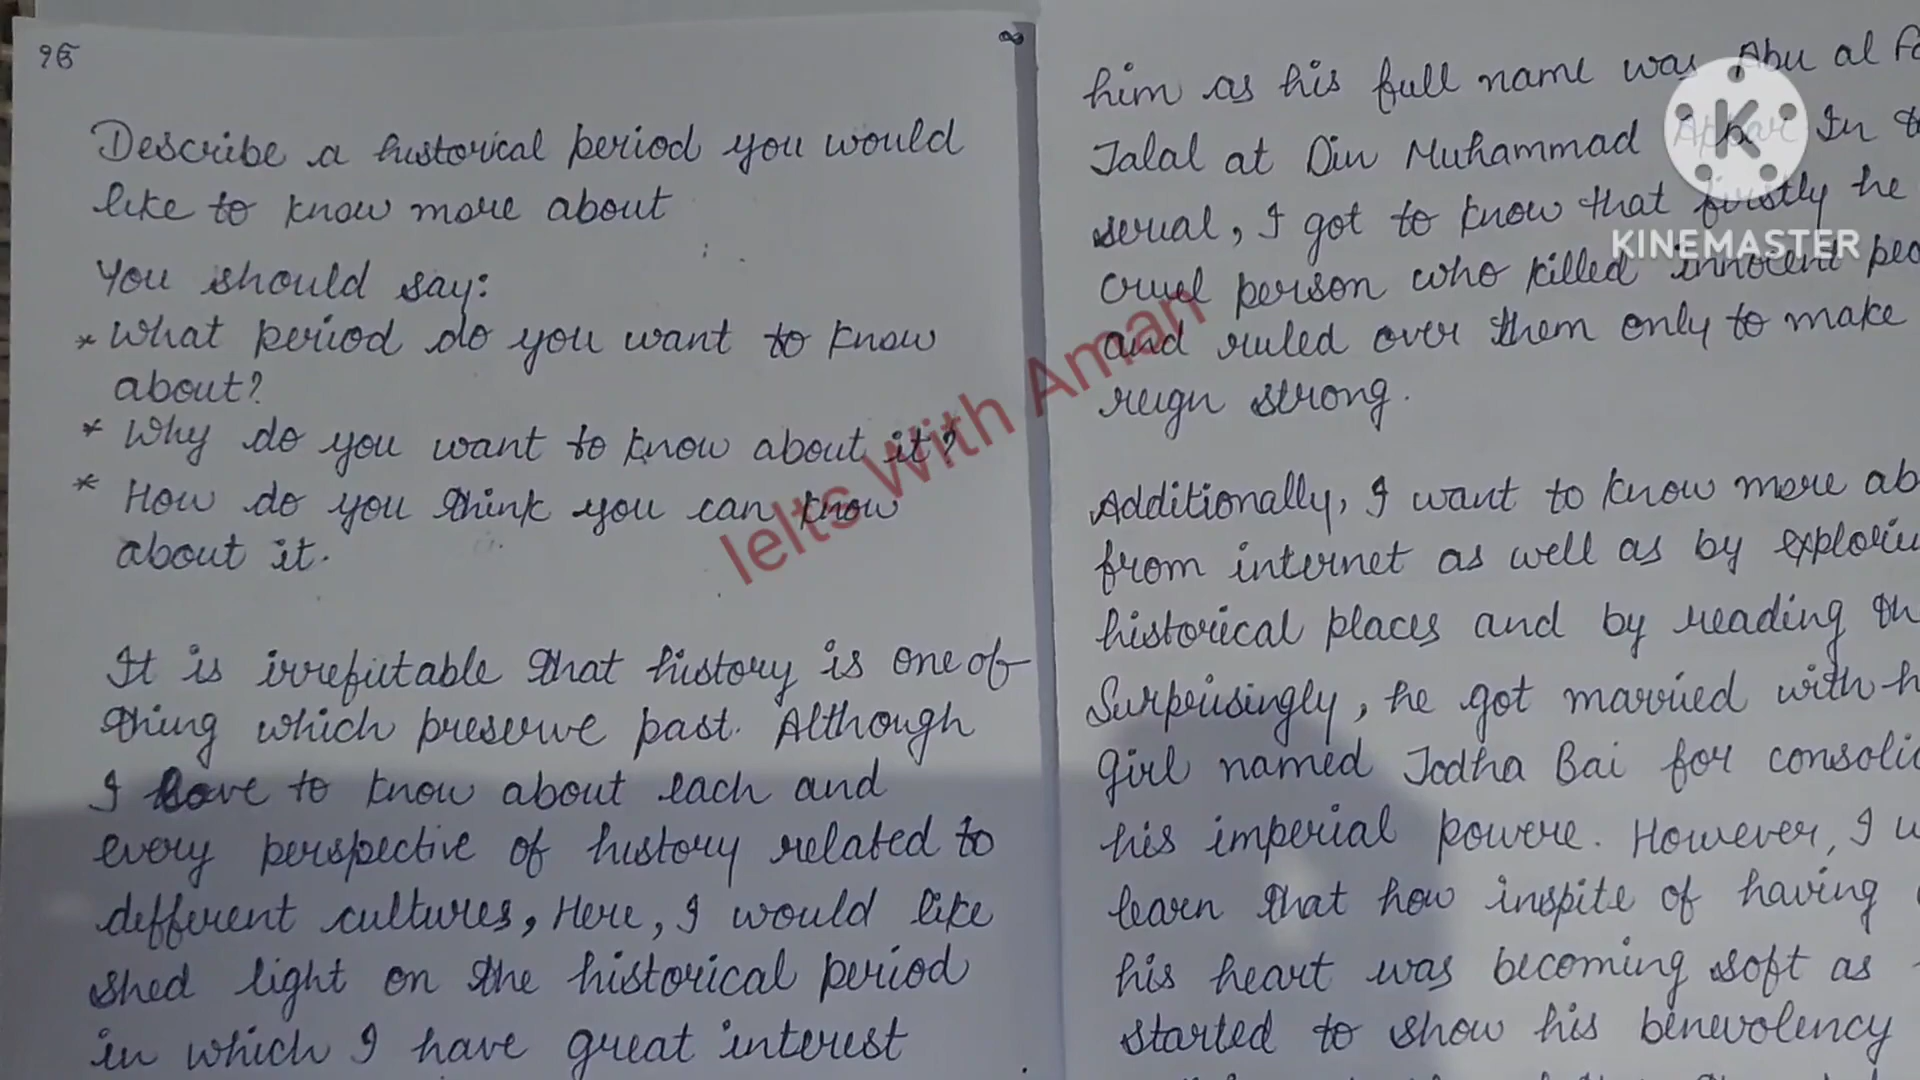 96
Describe a historical period you would
like to know more about
You should say:
* What period do you want to know
about?
* Why do you want to know about it?
* How do you think you can know
about it.
It is irrefutable that history is one of
thing which preserve past. Although
I love to know about each and
every perspective of history related to
different cultures, Here, I would like
shed light on the historical period
in which I have great interest
him as his full name was Abu al
Jalal at Din Muhammad In
serial, I got to know that firstly he
cruel person who killed innocent
and ruled over them only to make
reign strong.
Additionally, I want to know more
from internet as well as by
historical places and by reading
Surprisingly, he got married with
girl named Jodha Bai for
his imperial powere. However, I
learn that how inspite of having
his heart was becoming soft as
started to show his benevolency
Ielts With Aman
K
KINEMASTER